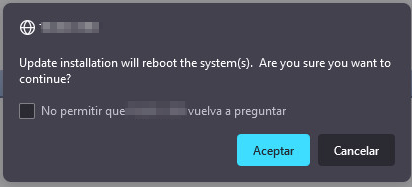 Update installation will reboot the system(s).  Are you sure you want to
continue?
No permitir que vuelva a preguntar
Aceptar Cancelar